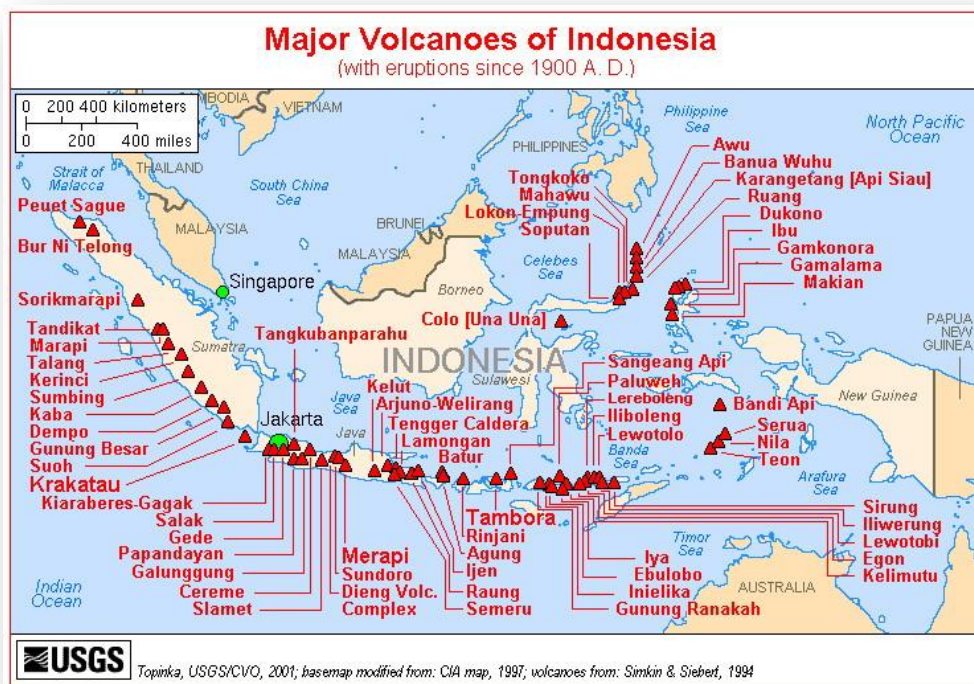 Major Volcanoes of Indonesia
(with eruptions since 1900 A. D.)
0 200 400 kilometers
0 200 400 miles
CAMBODIA
VIETNAM
THAILAND
Strait of
Malacca
South China
Sea
PHILIPPINES
Philippine
Sea
North Pacific
Ocean
Awu
Banua Wuhu
Karangetang [Api Siau]
Ruang
Dukono
Ibu
Gamkonora
Gamalama
Makian
Tongkoko
Mahawu
Lokon Empung
Soputan
Peuet Sague
Bur Ni Telong
MALAYSIA
BRUNEI
MALAYSIA
Celebes
Sea
Singapore
Borneo
Sorikmarapi
Colo [Una Una]
PAPUA
NEW
GUINEA
Tandikat
Marapi
Talang
Kerinci
Sumbing
Kaba
Dempo
Gunung Besar
Suoh
Krakatau
Sumatra
Tangkubanparahu
INDONESIA
Sulawesi
Sangeang Api
Paluweh
Lereboleng
Iliboleng
Lewotolo
Banda
Sea
New Guinea
Bandi Api
Serua
Nila
Teon
Arafura
Sea
Jakarta
Java
Sea
Java
Kelut
Arjuno-Welirang
Tengger Caldera
Lamongan
Batur
Kiaraberes-Gagak
Salak
Gede
Papandayan
Galunggung
Cereme
Slamet
Merapi
Sundoro
Dieng Volc.
Complex
Tambora
Rinjani
Agung
Ijen
Raung
Semeru
Iya
Ebulobo
Inielika
Gunung Ranakah
Timor
Sea
Sirung
Iliwerung
Lewotobi
Egon
Kelimutu
Indian
Ocean
AUSTRALIA
USGS
Topinka, USGS/CVO, 2001; basemap modified from: CIA map, 1997; volcanoes from: Simkin & Siebert, 1994